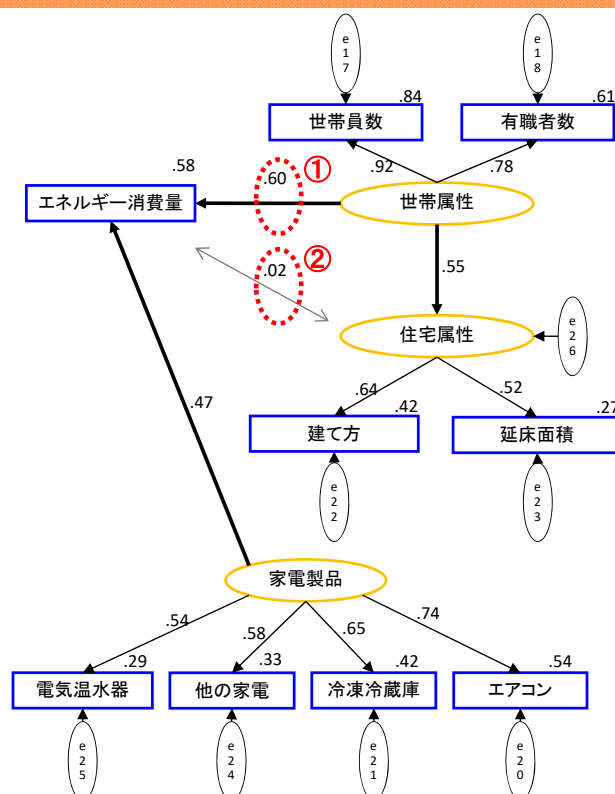 e17
e18
.84
.61
世帯員数
有職者数
.58
.92
.78
.60
①
エネルギー消費量
世帯属性
②
.02
.55
住宅属性
e26
.64
.52
.47
.42
.27
建て方
延床面積
e22
e23
家電製品
.54
.58
.65
.74
.29
.33
.42
.54
電気温水器
他の家電
冷凍冷蔵庫
エアコン
e25
e24
e21
e20